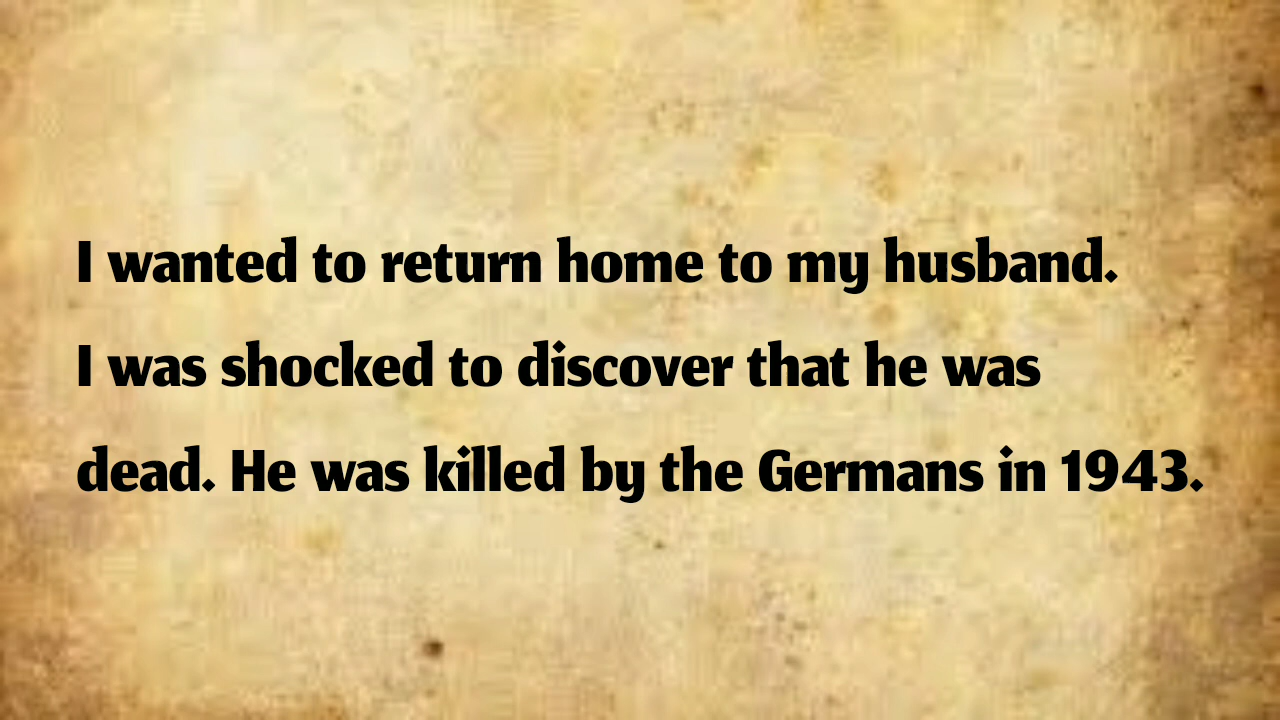 I wanted to return home to my husband.
I was shocked to discover that he was
dead. He was killed by the Germans in 1943.